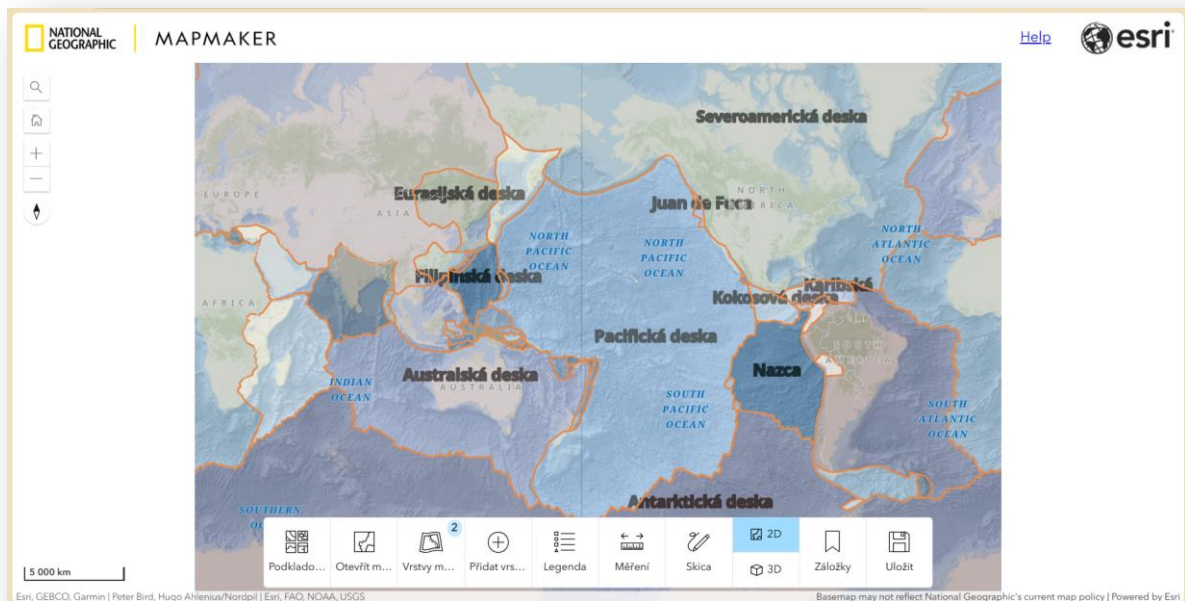 NATIONAL
GEOGRAPHIC
MAPMAKER
Help
esri
Severoamerická deska
EUROPE
ASIA
Eurasijská deska
NORTH
AMERICA
Juan de Fuca
NORTH
PACIFIC
OCEAN
NORTH
PACIFIC
OCEAN
NORTH
ATLANTIC
OCEAN
Filipínská deska
Karibská
Kokosová deska
AFRICA
Pacifická deska
SOUTH
AMERICA
Nazca
Australská deska
AUSTRALIA
INDIAN
OCEAN
SOUTH
PACIFIC
OCEAN
SOUTH
ATLANTIC
OCEAN
Antarktická deska
SOUTHERN
2
2D
3D
Podklado...
Otevřít m...
Vrstvy m...
Přidat vrs...
Legenda
Měření
Skica
Záložky
Uložit
5 000 km
Esri, GEBCO, Garmin | Peter Bird, Hugo Ahlenius/Nordpil | Esri, FAO, NOAA, USGS
Basemap may not reflect National Geographic's current map policy | Powered by Esri